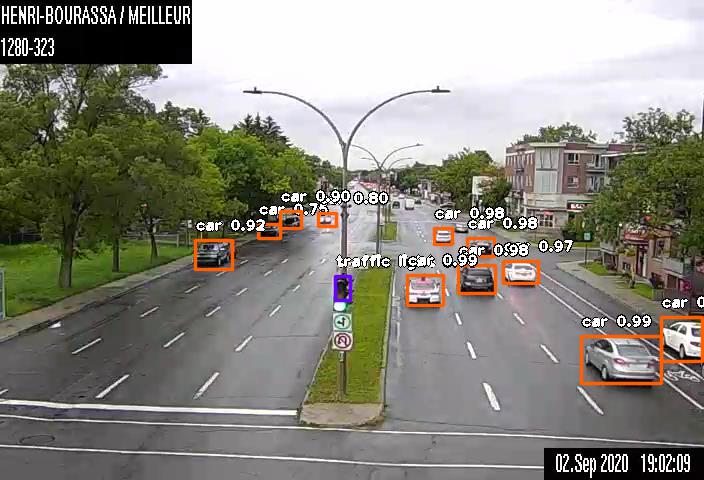 HENRI-BOURASSA / MEILLEUR
1280-323
car 0.90
0.80
car 0.75
car 0.92
car 0.98
car 0.98
car 0.98
0.97
traffic
car 0.99
car 0.99
car 0
02.Sep 2020 19:02:09